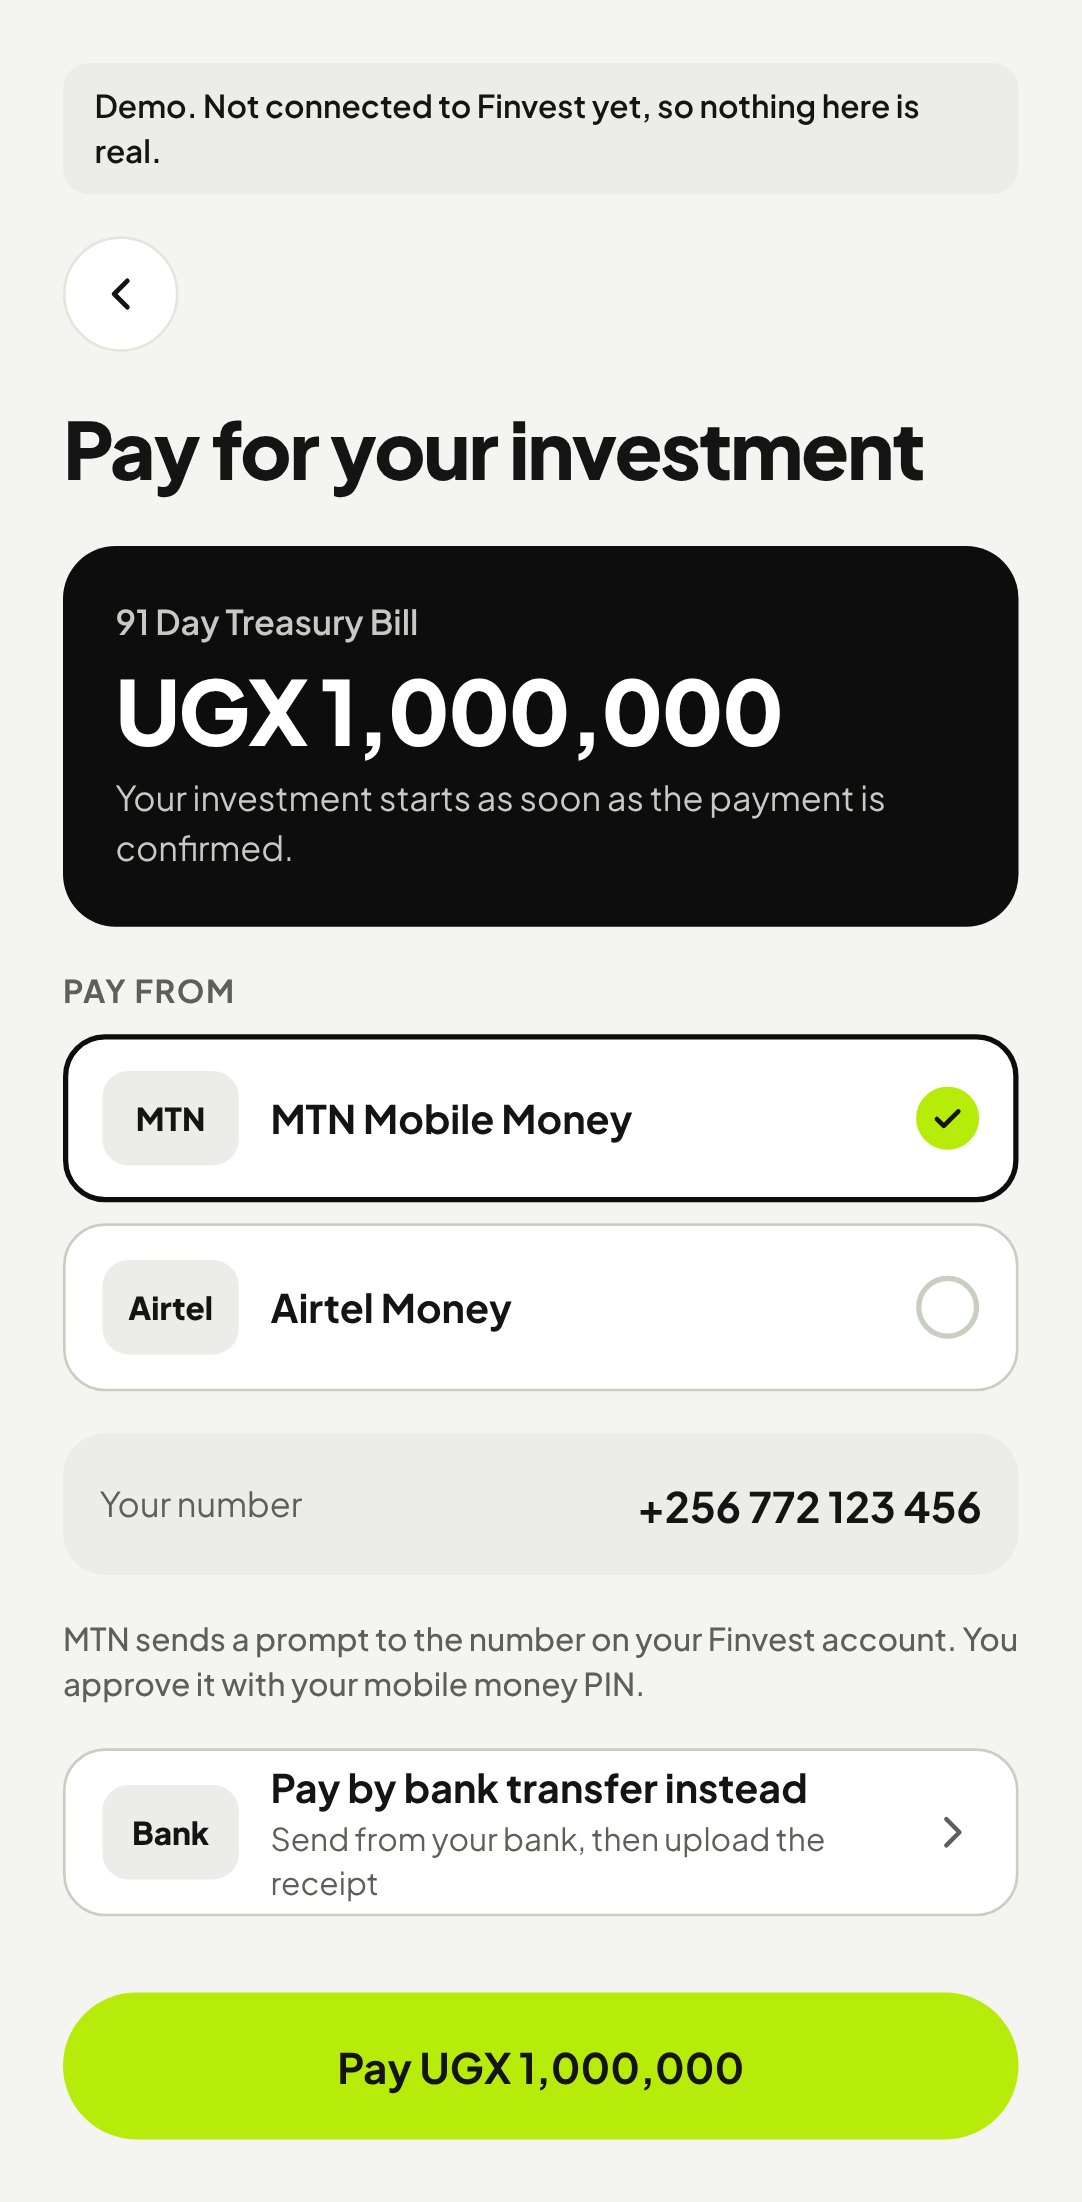 Demo. Not connected to Finvest yet, so nothing here is
real.
Pay for your investment
91 Day Treasury Bill
UGX 1,000,000
Your investment starts as soon as the payment is
confirmed.
PAY FROM
MTN MTN Mobile Money
Airtel Airtel Money
Your number +256 772 123 456
MTN sends a prompt to the number on your Finvest account. You
approve it with your mobile money PIN.
Bank
Pay by bank transfer instead
Send from your bank, then upload the
receipt
Pay UGX 1,000,000